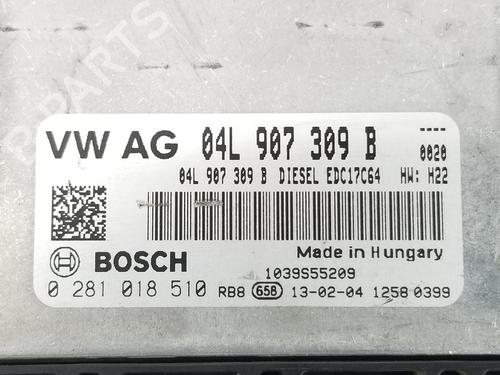 VW AG 04L 907 309 B ----
0020
04L 907 309 B DIESEL EDC17C64 HW: H22
BOSCH
Made in Hungary
1039S55209
0 281 018 510 RB8 658 13-02-04 1258 0399